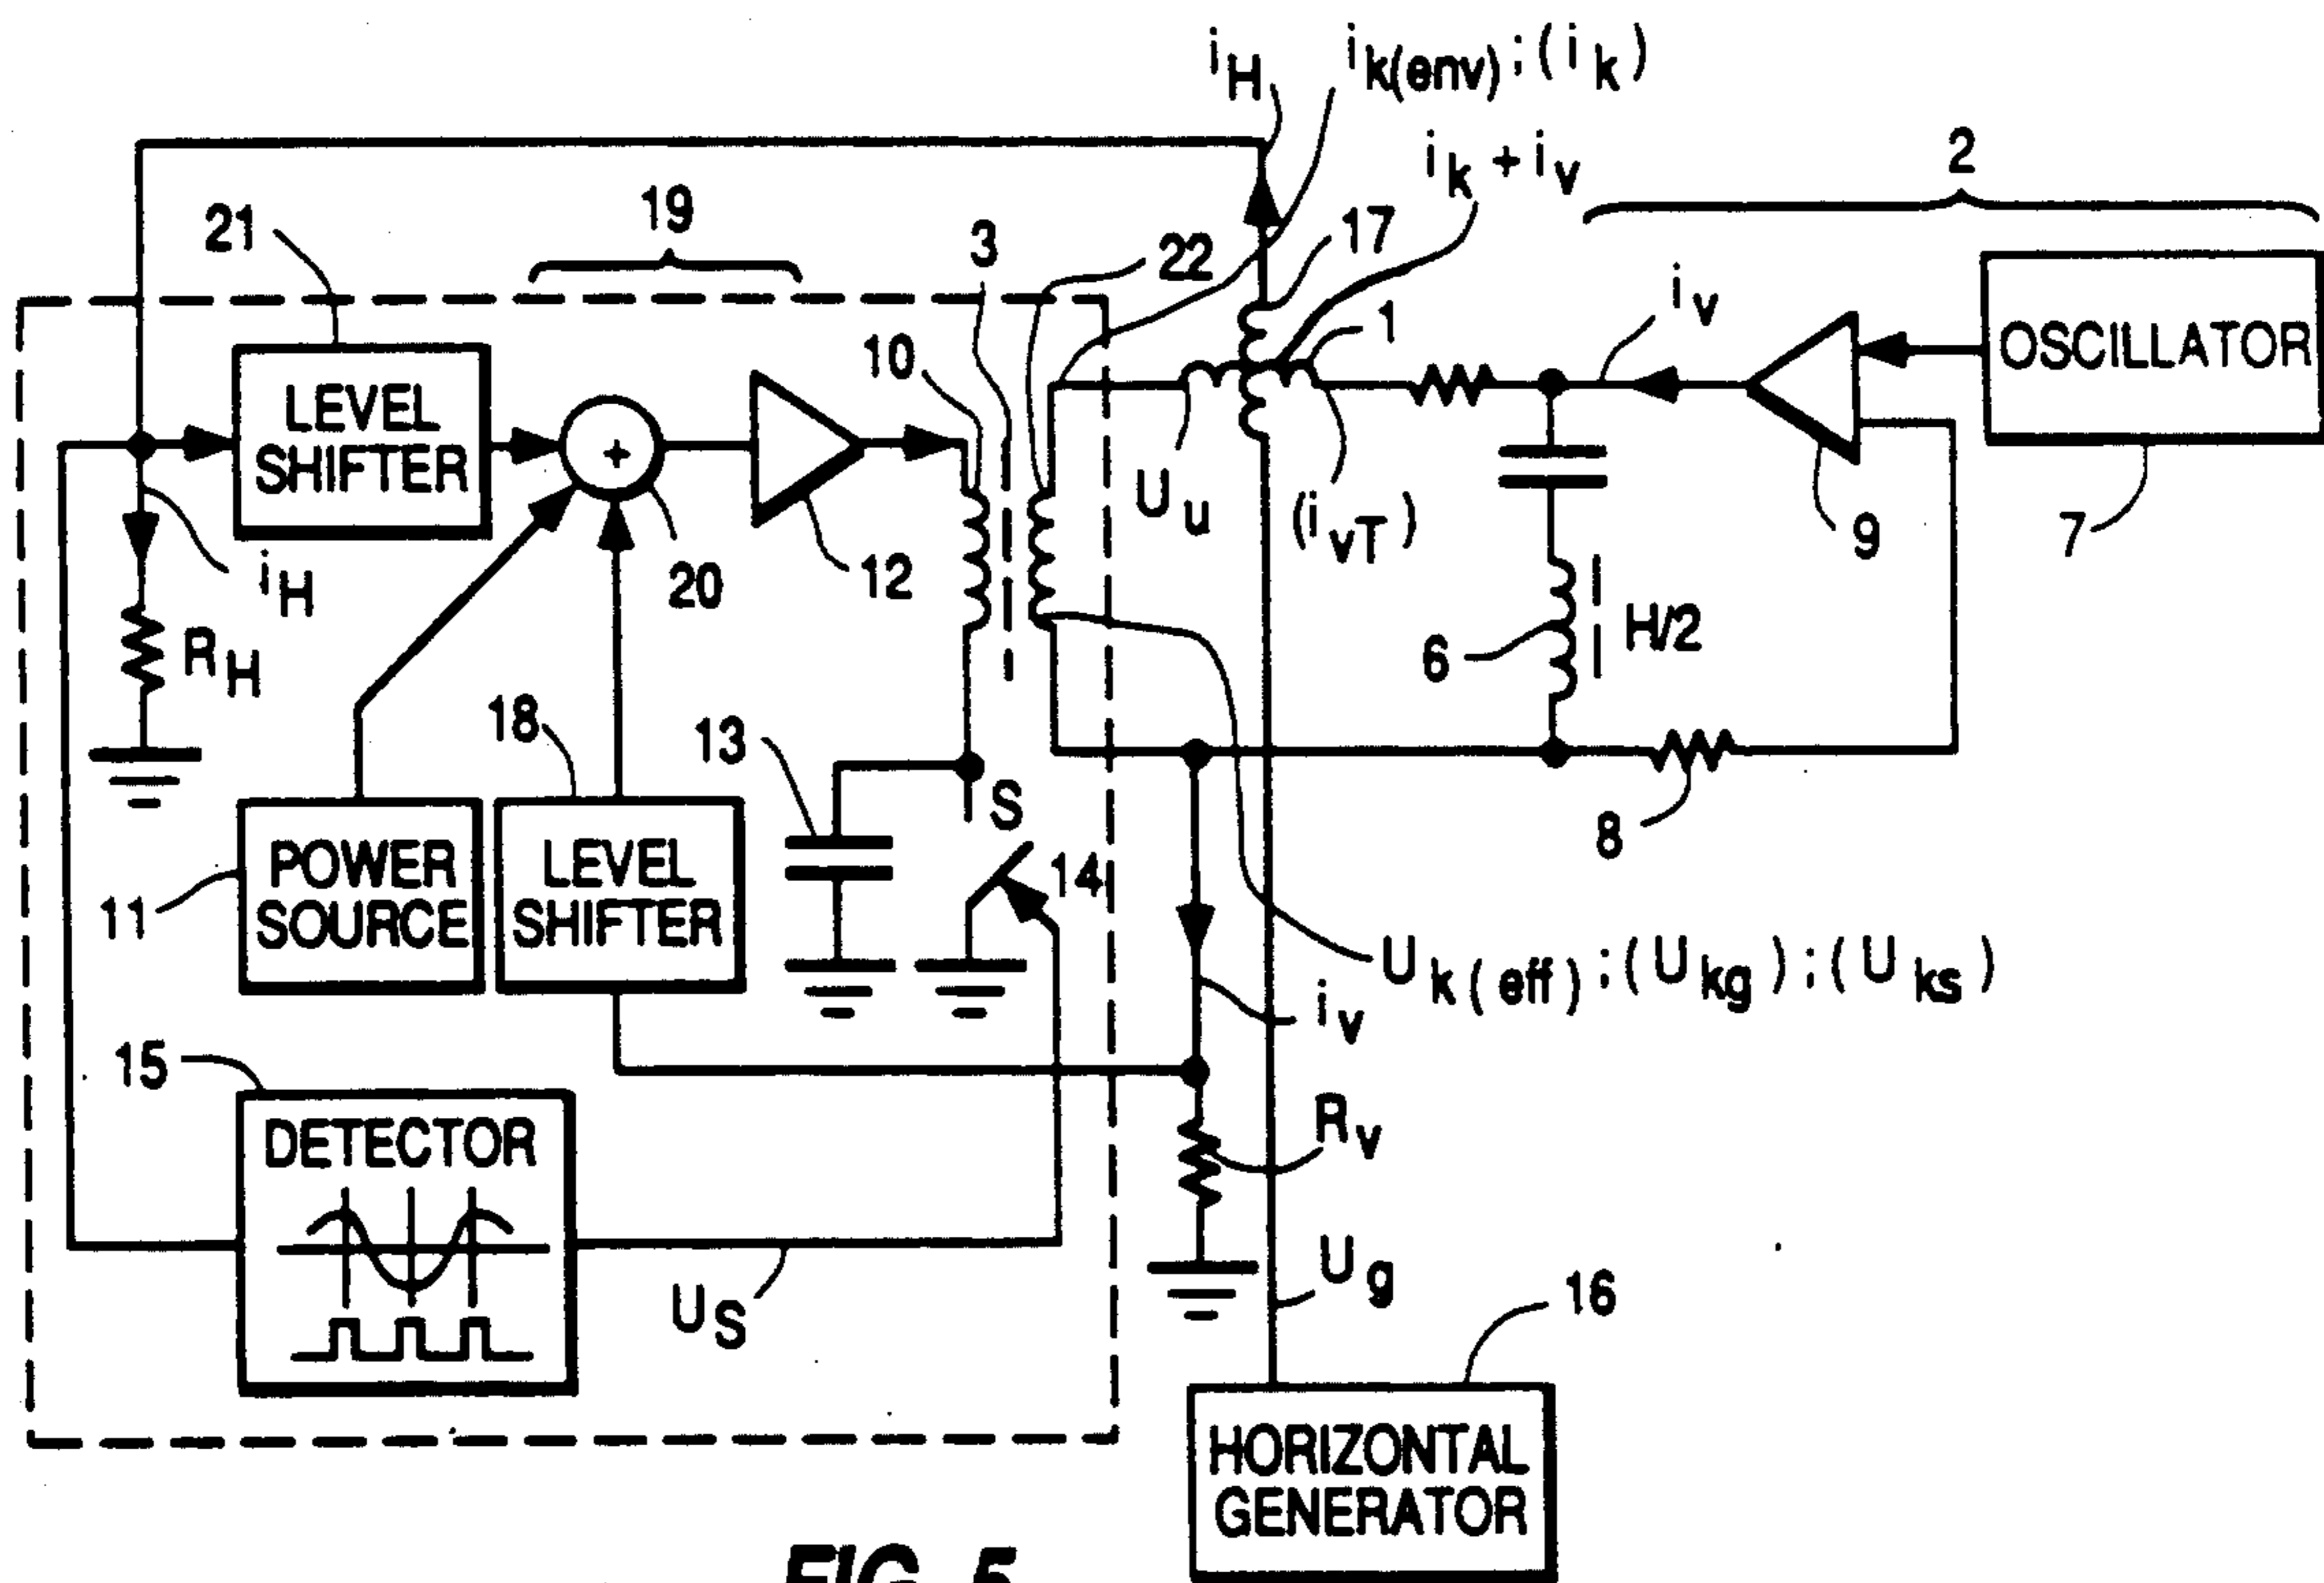 i_H
i_k(env) ; (i_k)
i_k + i_v
2
21
19
3
22
17
1
i_v
OSCILLATOR
10
LEVEL
SHIFTER
+
U_u
(i_vT)
9
7
12
20
i_H
R_H
6
H/2
18
13
S
8
11
POWER
SOURCE
LEVEL
SHIFTER
14
U_k(eff) ; (U_kg) ; (U_ks)
i_v
15
DETECTOR
R_v
U_S
U_g
16
HORIZONTAL
GENERATOR
FIG. 5